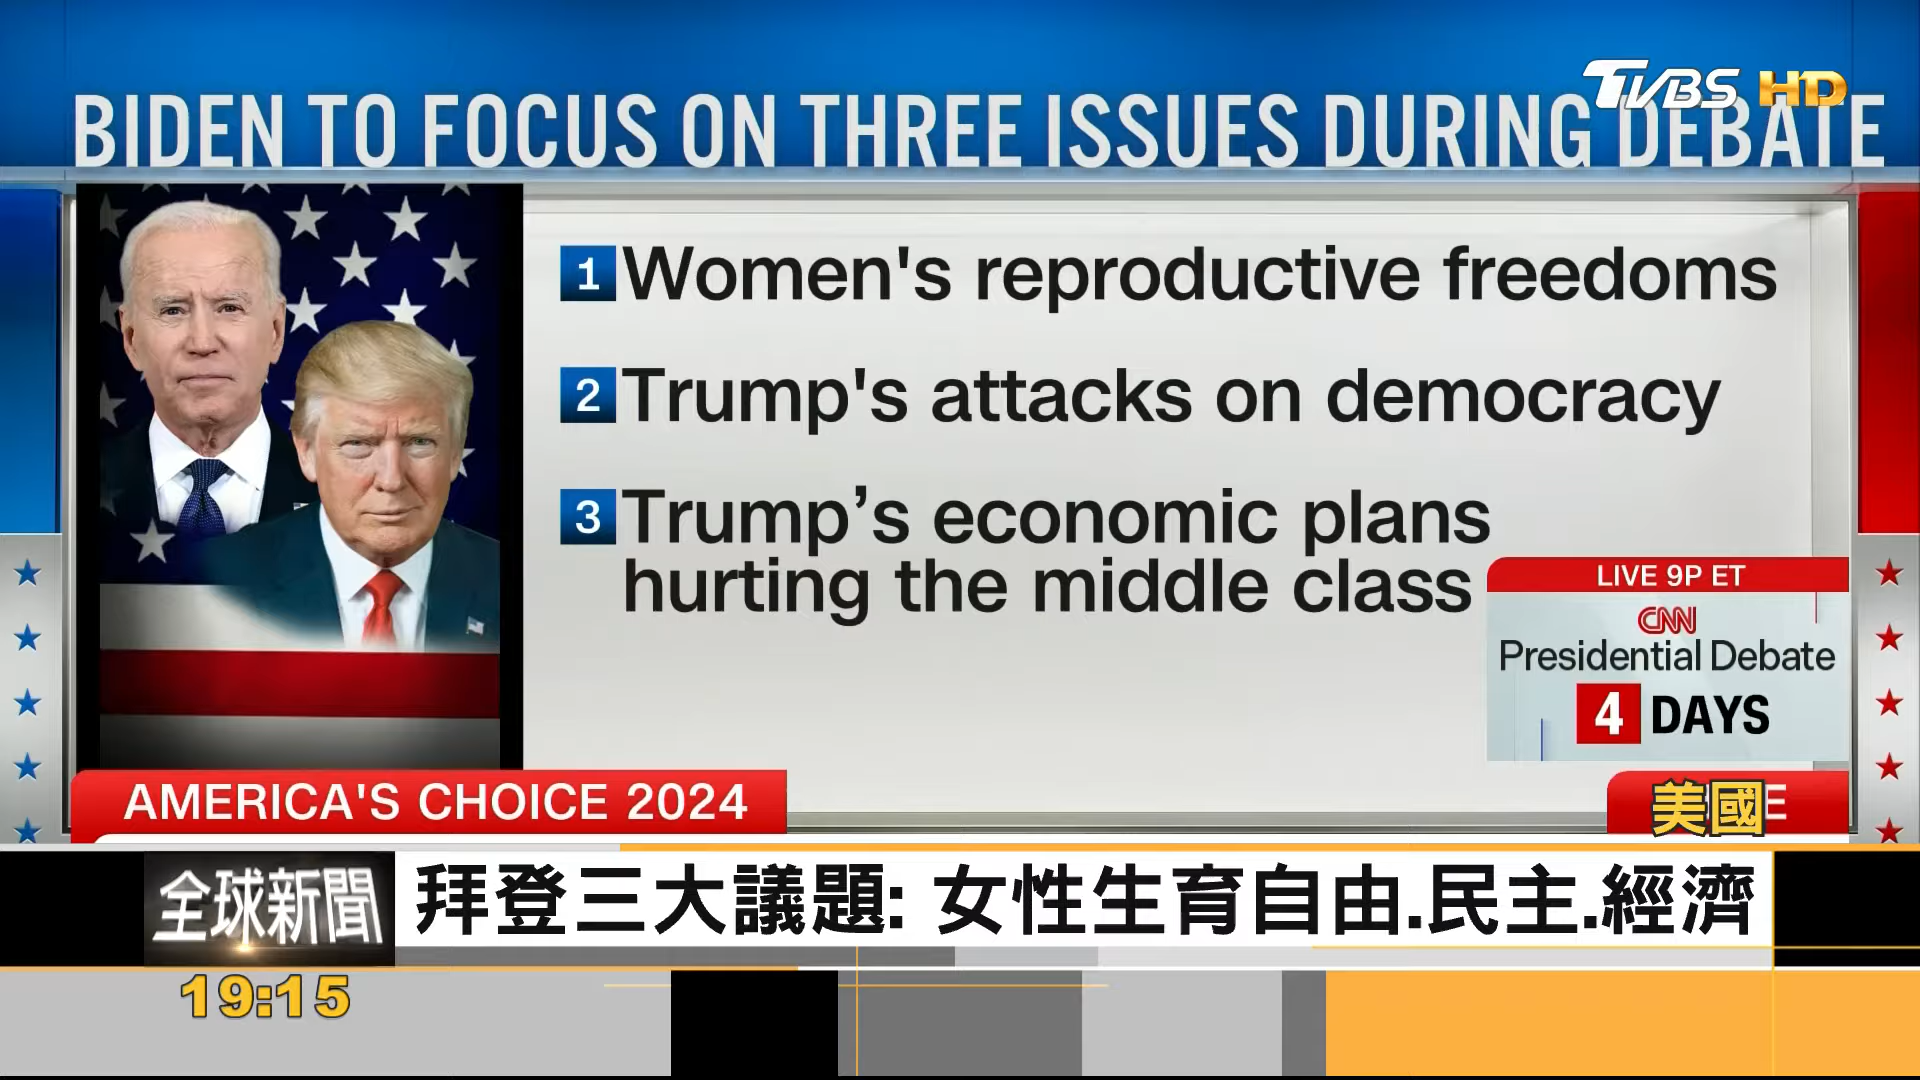 TVBS HD
BIDEN TO FOCUS ON THREE ISSUES DURING DEBATE
1 Women's reproductive freedoms
2 Trump's attacks on democracy
3 Trump’s economic plans
hurting the middle class
LIVE 9P ET
CNN
Presidential Debate
4 DAYS
AMERICA'S CHOICE 2024
美國
全球新聞
拜登三大議題: 女性生育自由.民主.經濟
19:15